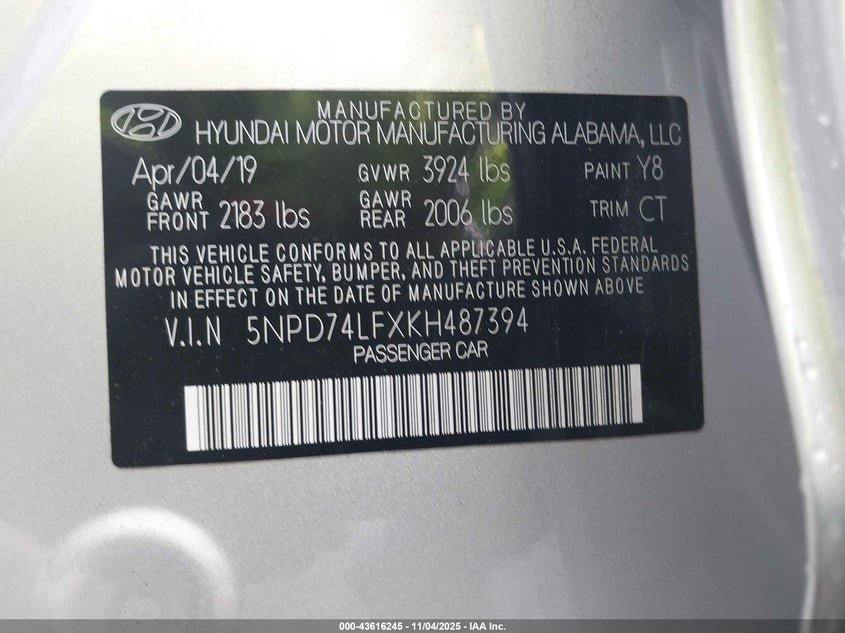 MANUFACTURED BY
HYUNDAI MOTOR MANUFACTURING ALABAMA, LLC
Apr/04/19 GVWR 3924 lbs PAINT Y8
GAWR FRONT 2183 lbs GAWR REAR 2006 lbs TRIM CT
THIS VEHICLE CONFORMS TO ALL APPLICABLE U.S.A. FEDERAL
MOTOR VEHICLE SAFETY, BUMPER, AND THEFT PREVENTION STANDARDS
IN EFFECT ON THE DATE OF MANUFACTURE SHOWN ABOVE
V.I.N 5NPD74LFXKH487394
PASSENGER CAR
000-43616245 - 11/04/2025 - IAA Inc.